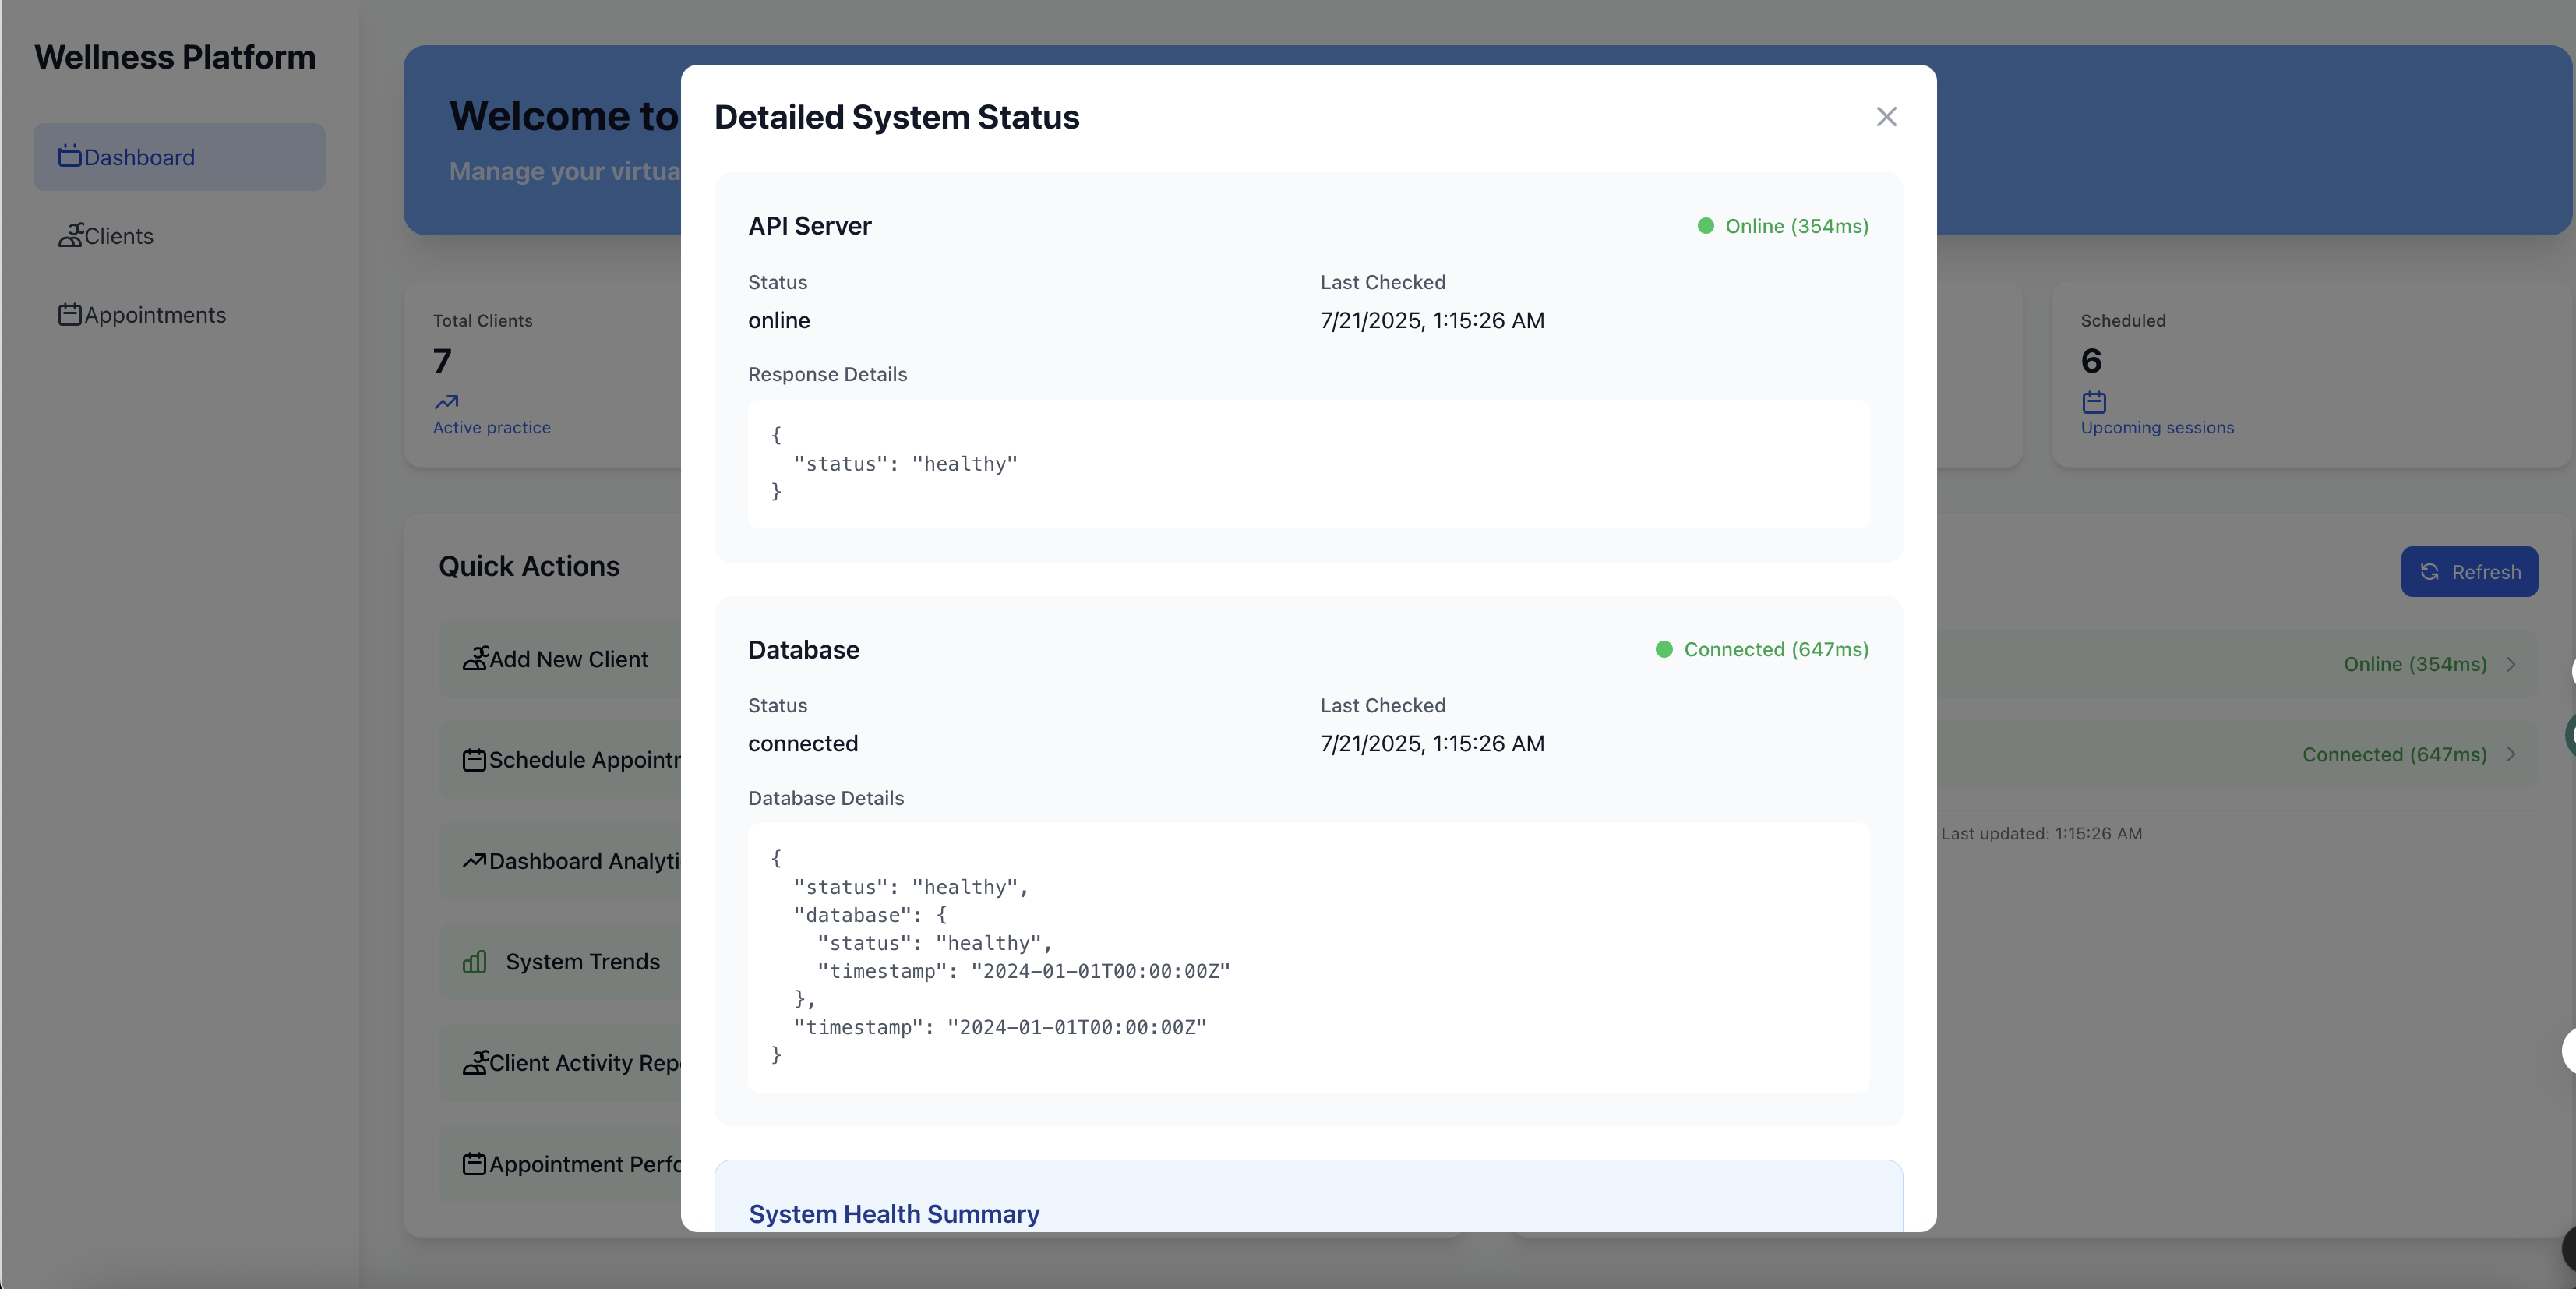 Wellness Platform
Dashboard
Clients
Appointments
Welcome to
Manage your virtua
Total Clients
7
Active practice
Scheduled
6
Upcoming sessions
Quick Actions
Add New Client
Schedule Appointm
Dashboard Analyti
System Trends
Client Activity Rep
Appointment Perfo
Refresh
Online (354ms)
Connected (647ms)
Last updated: 1:15:26 AM
Detailed System Status
API Server
Online (354ms)
Status
Last Checked
online
7/21/2025, 1:15:26 AM
Response Details
{
  "status": "healthy"
}
Database
Connected (647ms)
Status
Last Checked
connected
7/21/2025, 1:15:26 AM
Database Details
{
  "status": "healthy",
  "database": {
    "status": "healthy",
    "timestamp": "2024-01-01T00:00:00Z"
  },
  "timestamp": "2024-01-01T00:00:00Z"
}
System Health Summary